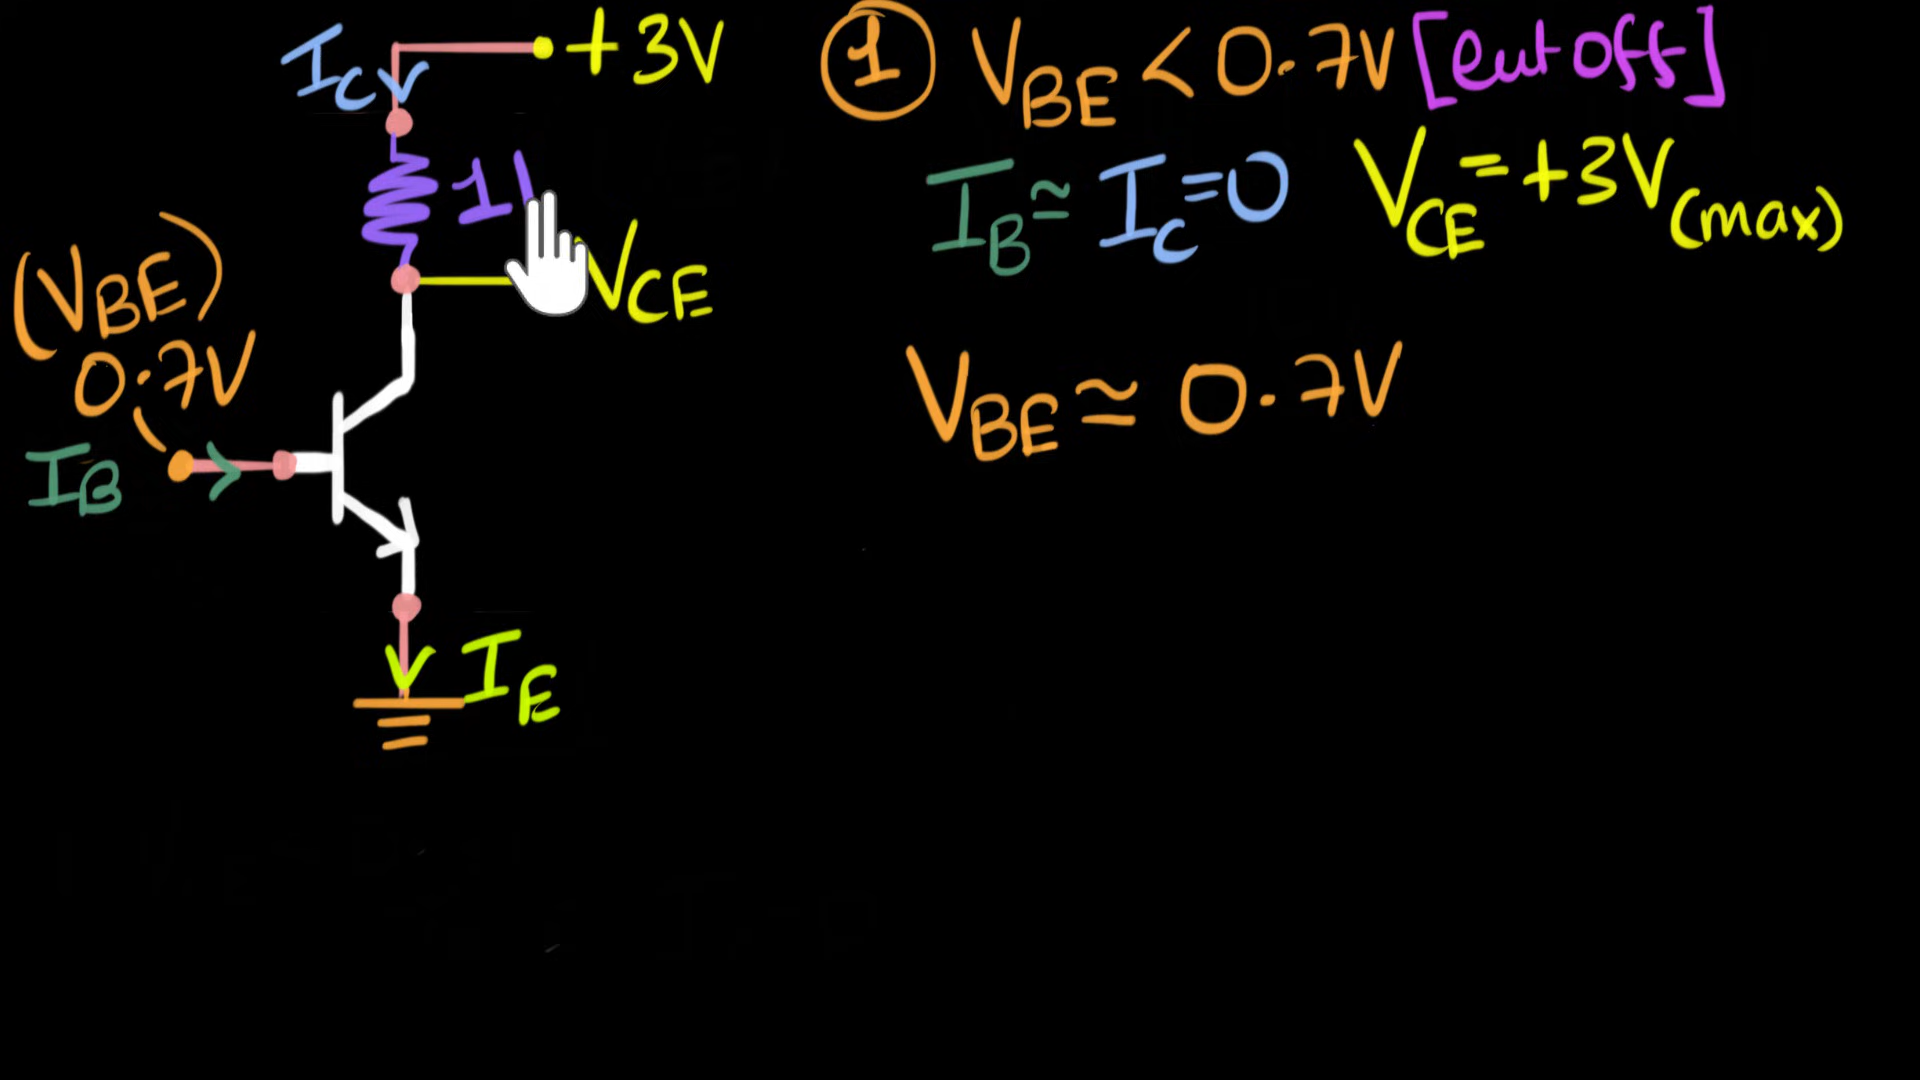 I_C +3V
① V_BE < 0.7V [cut off]
I_B ≃ I_C = 0 V_CE = +3V (max)
V_CE
(V_BE)
0.7V
V_BE ≃ 0.7V
I_B
I_E